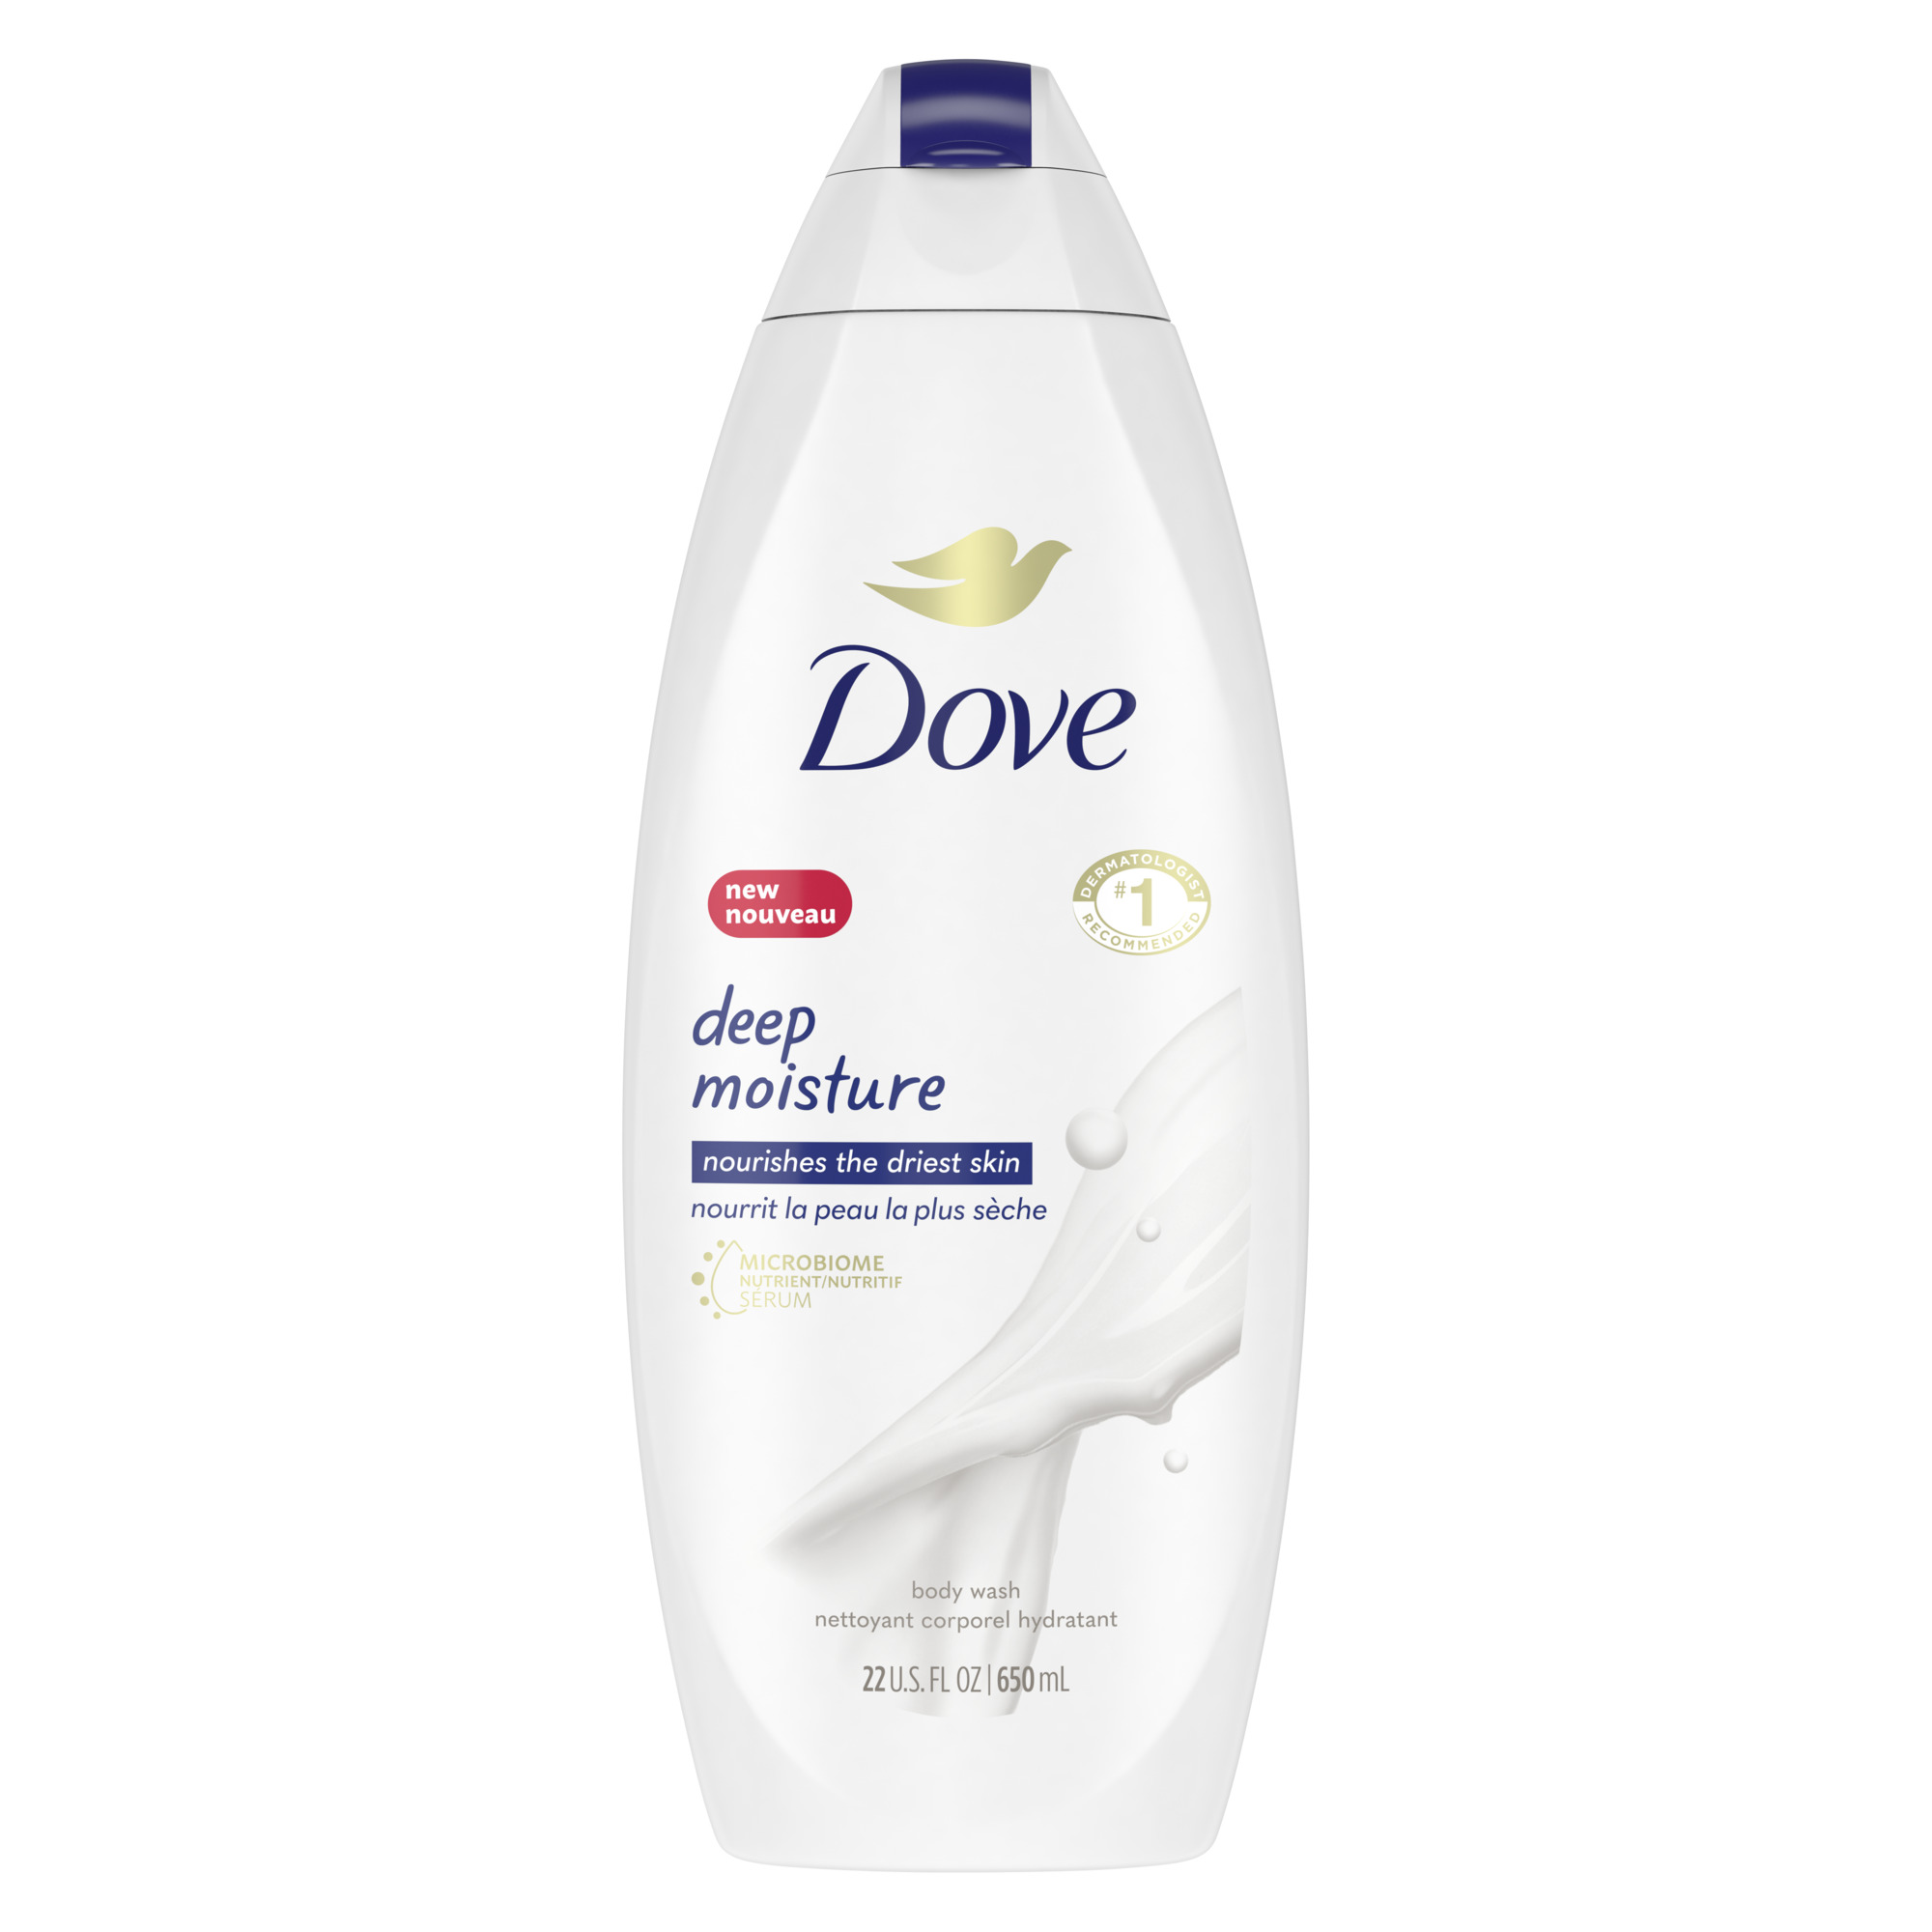 Dove
new
nouveau
DERMATOLOGIST
#1
RECOMMENDED
deep
moisture
nourishes the driest skin
nourrit la peau la plus sèche
MICROBIOME
NUTRIENT/NUTRITIF
SÉRUM
body wash
nettoyant corporel hydratant
22 U.S. FL OZ | 650 mL